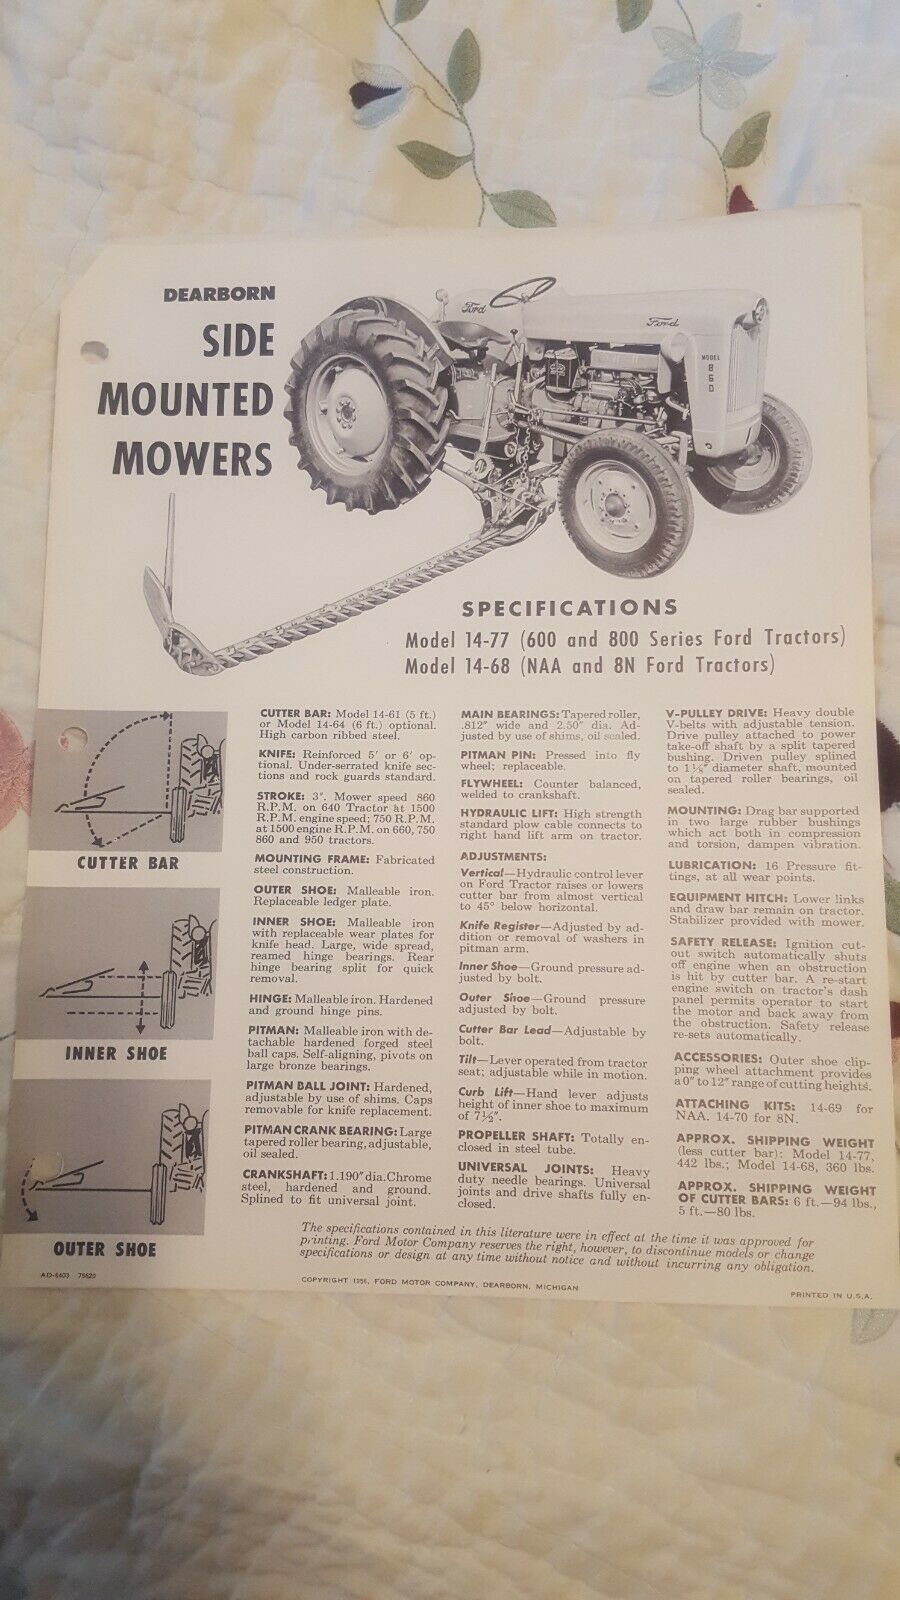 DEARBORN
SIDE
MOUNTED
MOWERS
Ford
Ford
MODEL
8
6
0
SPECIFICATIONS
Model 14-77 (600 and 800 Series Ford Tractors)
Model 14-68 (NAA and 8N Ford Tractors)
CUTTER BAR
INNER SHOE
OUTER SHOE
CUTTER BAR: Model 14-61 (5 ft.)
or Model 14-64 (6 ft.) optional.
High carbon ribbed steel.
KNIFE: Reinforced 5' or 6' op-
tional. Under-serrated knife sec-
tions and rock guards standard.
STROKE: 3". Mower speed 860
R.P.M. on 640 Tractor at 1500
R.P.M. engine speed; 750 R.P.M.
at 1500 engine R.P.M. on 660, 750
860 and 950 tractors.
MOUNTING FRAME: Fabricated
steel construction.
OUTER SHOE: Malleable iron.
Replaceable ledger plate.
INNER SHOE: Malleable iron
with replaceable wear plates for
knife head. Large, wide spread,
reamed hinge bearings. Rear
hinge bearing split for quick
removal.
HINGE: Malleable iron. Hardened
and ground hinge pins.
PITMAN: Malleable iron with de-
tachable hardened forged steel
ball caps. Self-aligning, pivots on
large bronze bearings.
PITMAN BALL JOINT: Hardened,
adjustable by use of shims. Caps
removable for knife replacement.
PITMAN CRANK BEARING: Large
tapered roller bearing, adjustable,
oil sealed.
CRANKSHAFT: 1.190" dia. Chrome
steel, hardened and ground.
Splined to fit universal joint.
MAIN BEARINGS: Tapered roller,
.812" wide and 2.50" dia. Ad-
justed by use of shims, oil sealed.
PITMAN PIN: Pressed into fly
wheel; replaceable.
FLYWHEEL: Counter balanced,
welded to crankshaft.
HYDRAULIC LIFT: High strength
standard plow cable connects to
right hand lift arm on tractor.
ADJUSTMENTS:
Vertical—Hydraulic control lever
on Ford Tractor raises or lowers
cutter bar from almost vertical
to 45° below horizontal.
Knife Register—Adjusted by ad-
dition or removal of washers in
pitman arm.
Inner Shoe—Ground pressure ad-
justed by bolt.
Outer Shoe—Ground pressure
adjusted by bolt.
Cutter Bar Lead—Adjustable by
bolt.
Tilt—Lever operated from tractor
seat; adjustable while in motion.
Curb Lift—Hand lever adjusts
height of inner shoe to maximum
of 7½".
PROPELLER SHAFT: Totally en-
closed in steel tube.
UNIVERSAL JOINTS: Heavy
duty needle bearings. Universal
joints and drive shafts fully en-
closed.
V-PULLEY DRIVE: Heavy double
V-belts with adjustable tension.
Drive pulley attached to power
take-off shaft by a split tapered
bushing. Driven pulley splined
to diameter shaft, mounted
on tapered roller bearings, oil
sealed.
MOUNTING: Drag bar supported
in two large rubber bushings
which act both in compression
and torsion, dampen vibration.
LUBRICATION: 16 Pressure fit-
tings, at all wear points.
EQUIPMENT HITCH: Lower links
and draw bar remain on tractor.
Stabilizer provided with mower.
SAFETY RELEASE: Ignition cut-
out switch automatically shuts
off engine when an obstruction
is hit by cutter bar. A re-start
engine switch on tractor's dash
panel permits operator to start
the motor and back away from
the obstruction. Safety release
re-sets automatically.
ACCESSORIES: Outer shoe clip-
ping wheel attachment provides
a 0" to 12" range of cutting heights.
ATTACHING KITS: 14-69 for
NAA. 14-70 for 8N.
APPROX. SHIPPING WEIGHT
(less cutter bar): Model 14-77,
442 lbs.; Model 14-68, 360 lbs.
APPROX. SHIPPING WEIGHT
OF CUTTER BARS: 6 ft.—94 lbs.,
5 ft.—80 lbs.
The specifications contained in this literature were in effect at the time it was approved for
printing. Ford Motor Company reserves the right, however, to discontinue models or change
specifications or design at any time without notice and without incurring any obligation.
AD-6403 75620
COPYRIGHT 1956, FORD MOTOR COMPANY, DEARBORN, MICHIGAN
PRINTED IN U.S.A.